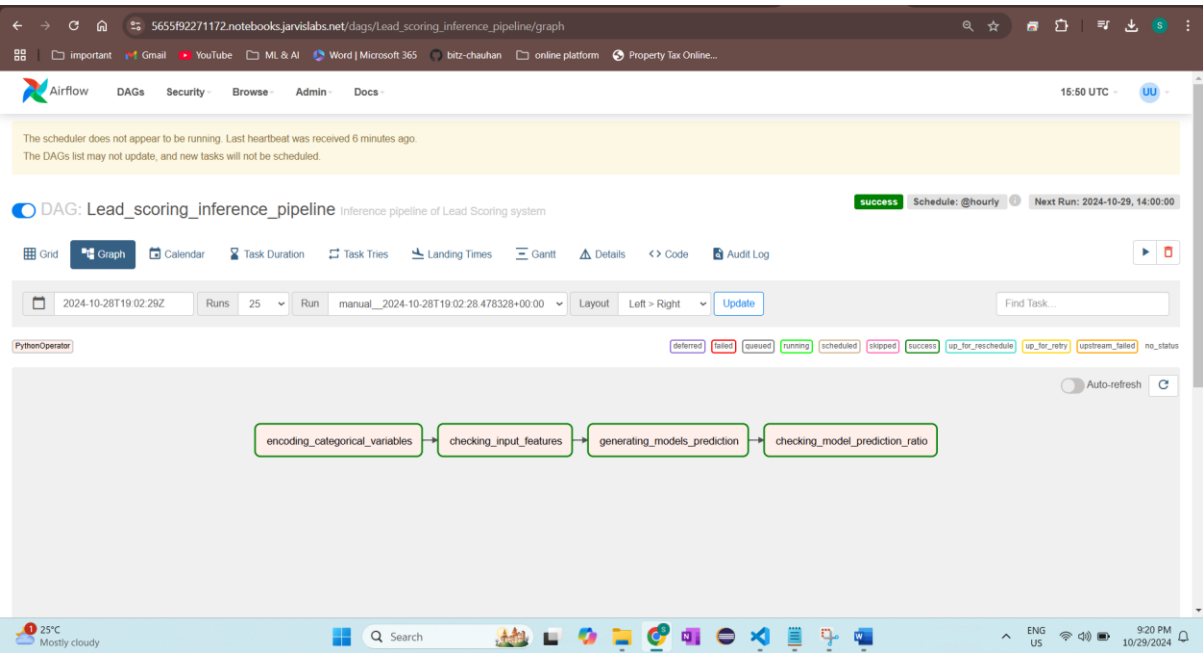 5655f92271172.notebooks.jarvislabs.net/dags/Lead_scoring_inference_pipeline/graph
S
important Gmail YouTube ML & AI Word | Microsoft 365 bitz-chauhan online platform Property Tax Online...
Airflow DAGs Security Browse Admin Docs 15:50 UTC UU
The scheduler does not appear to be running. Last heartbeat was received 6 minutes ago.
The DAGs list may not update, and new tasks will not be scheduled.
DAG: Lead_scoring_inference_pipeline Inference pipeline of Lead Scoring system success Schedule: @hourly Next Run: 2024-10-29, 14:00:00
Grid Graph Calendar Task Duration Task Tries Landing Times Gantt Details Code Audit Log
2024-10-28T19:02:29Z Runs 25 Run manual__2024-10-28T19:02:28.478328+00:00 Layout Left > Right Update Find Task...
PythonOperator deferred failed queued running scheduled skipped success up_for_reschedule up_for_retry upstream_failed no_status
Auto-refresh
encoding_categorical_variables checking_input_features generating_models_prediction checking_model_prediction_ratio
1 25°C
Mostly cloudy
Search
ENG
US
9:20 PM
10/29/2024